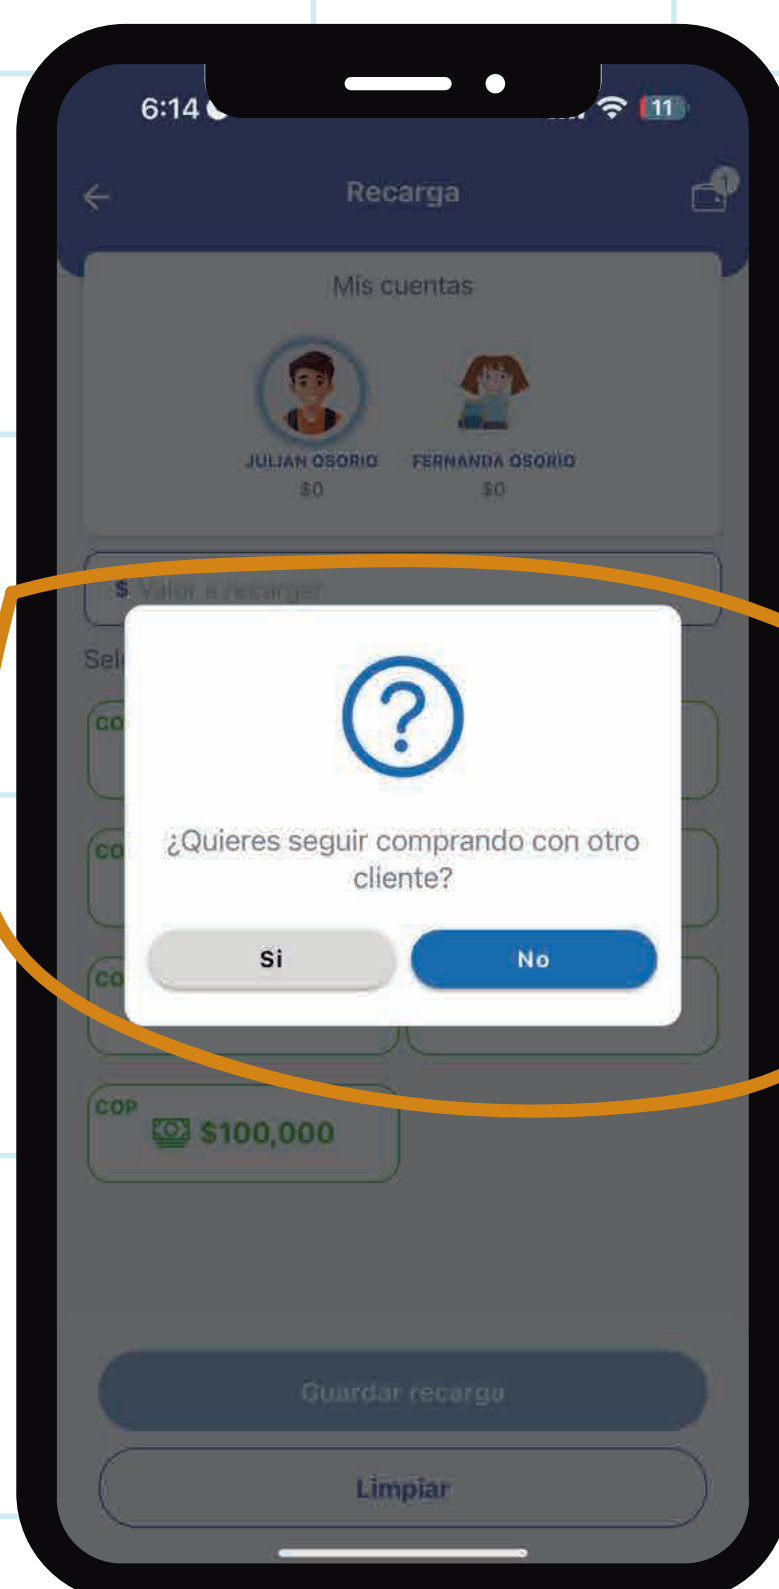 6:14
11
Recarga
1
Mis cuentas
JULIAN OSORIO
FERNANDA OSORIO
$0
$0
$ Valor a recargar
Sel
CO
¿Quieres seguir comprando con otro
cliente?
CO
Si
No
CO
COP
$100,000
Guardar recarga
Limpiar